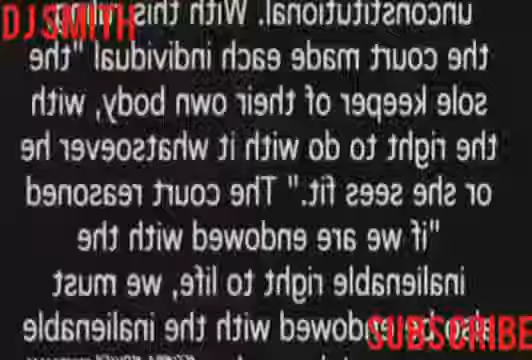 unconstitutional. With this ruling
DJ SMITH
the court made each individual "the
sole keeper of their own body, with
the right to do with it whatsoever he
or she sees fit." The court reasoned
"if we are endowed with the
inalienable right to life, we must
also be endowed with the inalienable
SUBSCRIBE